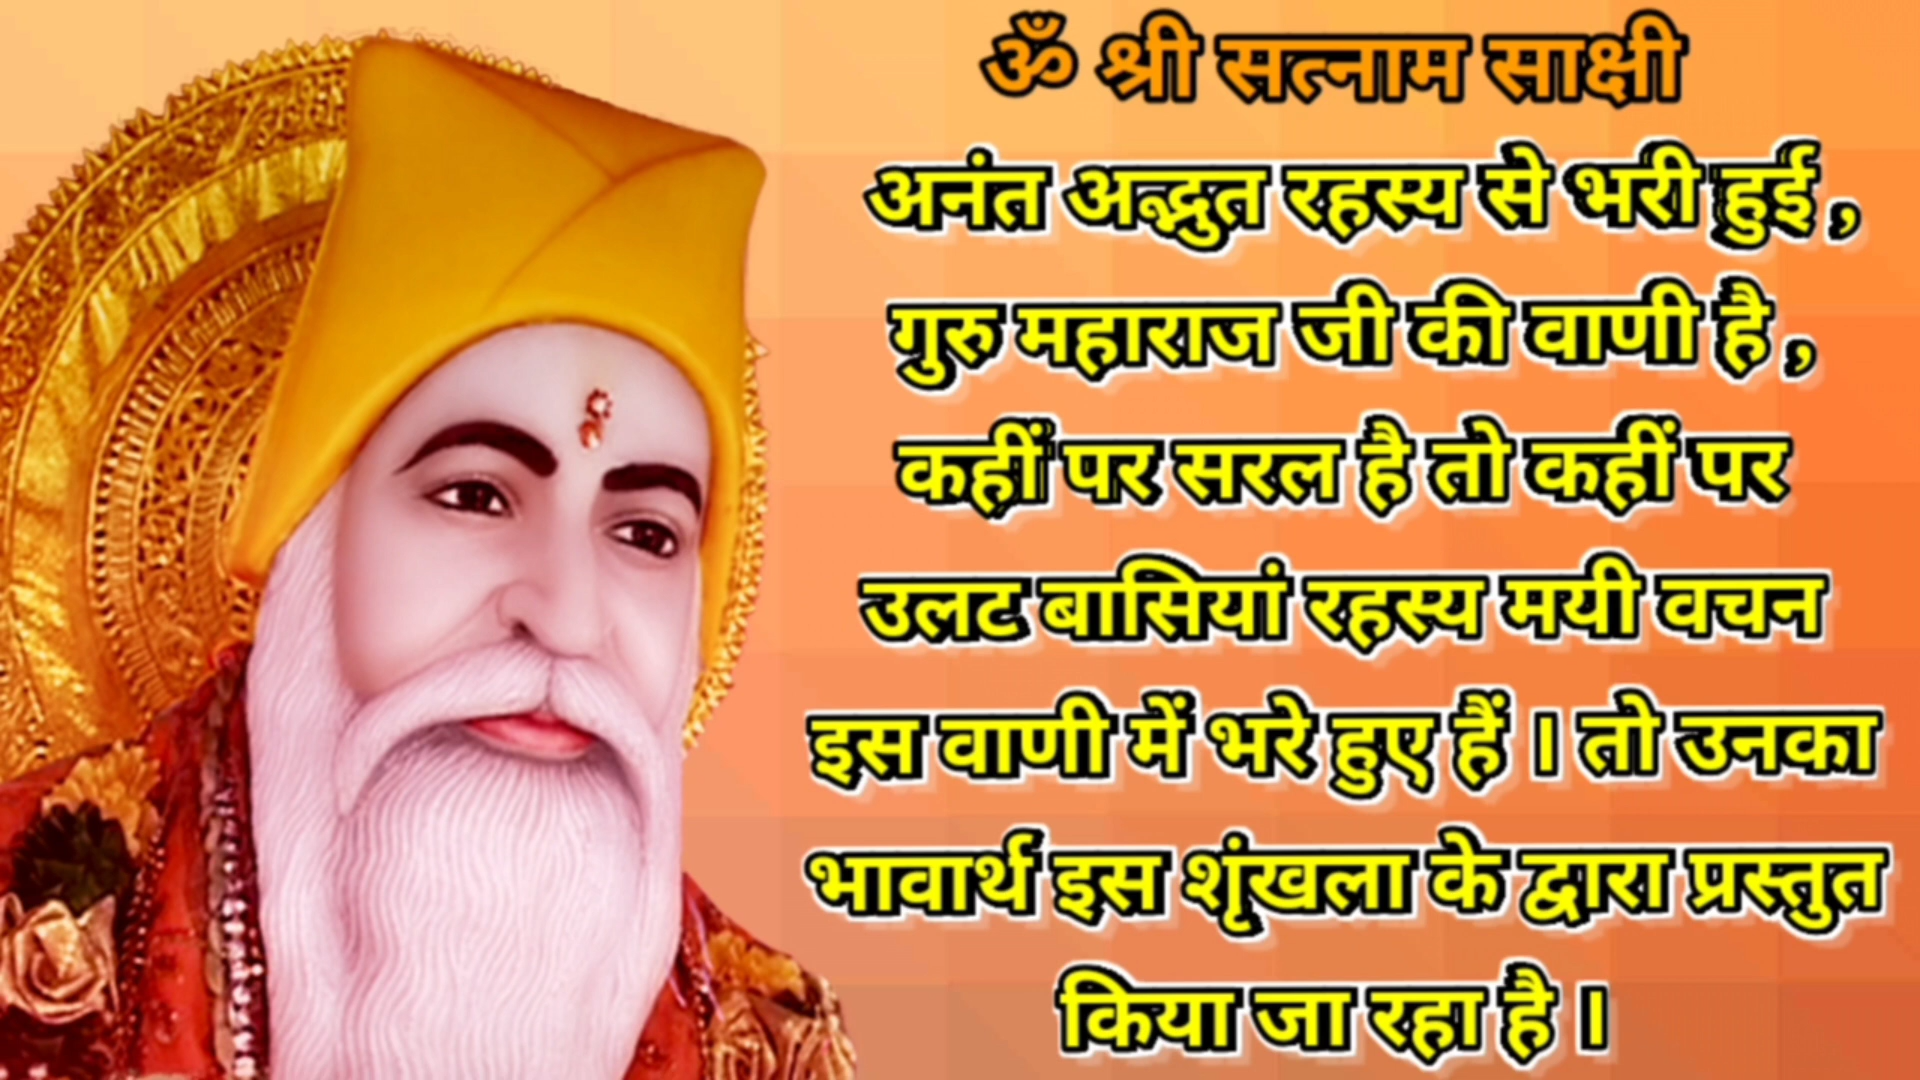 ॐ श्री सत्नाम साक्षी
अनंत अद्भुत रहस्य से भरी हुई ,
गुरु महाराज जी की वाणी है ,
कहीं पर सरल है तो कहीं पर
उलट बासियां रहस्य मयी वचन
इस वाणी में भरे हुए हैं । तो उनका
भावार्थ इस शृंखला के द्वारा प्रस्तुत
किया जा रहा है ।